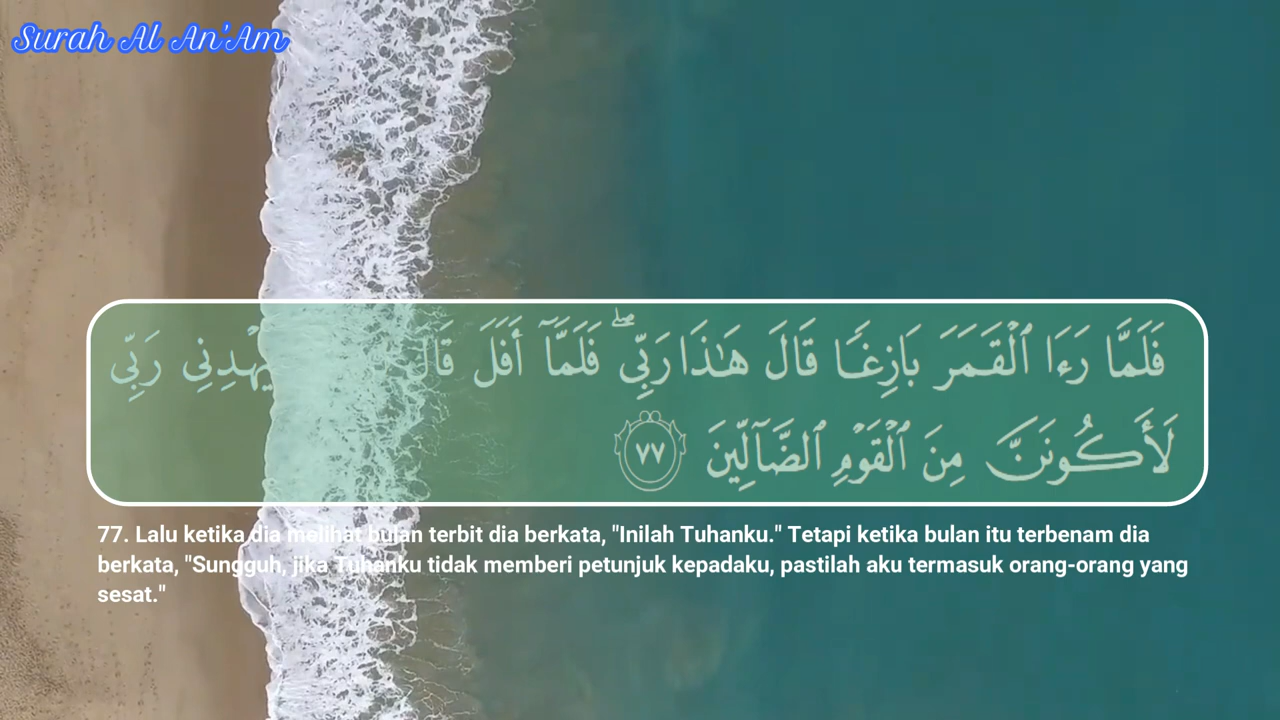 Surah Al An'Am
فَلَمَّا رَءَا ٱلْقَمَرَ بَازِغًا قَالَ هَـٰذَا رَبِّى ۖ فَلَمَّآ أَفَلَ قَالَ يَهْدِنِى رَبِّى
لَأَكُونَنَّ مِنَ ٱلْقَوْمِ ٱلضَّآلِّينَ ٧٧
77. Lalu ketika dia melihat bulan terbit dia berkata, "Inilah Tuhanku." Tetapi ketika bulan itu terbenam dia
berkata, "Sungguh, jika Tuhanku tidak memberi petunjuk kepadaku, pastilah aku termasuk orang-orang yang
sesat."